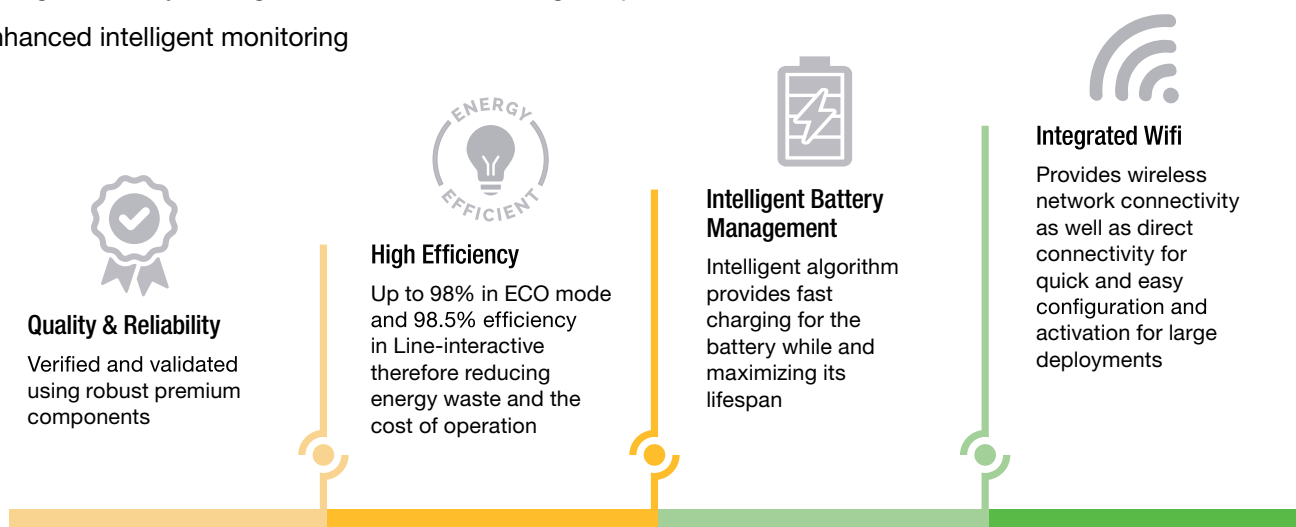 enhanced intelligent monitoring
ENERGY
EFFICIENT
Quality & Reliability
Verified and validated
using robust premium
components
High Efficiency
Up to 98% in ECO mode
and 98.5% efficiency
in Line-interactive
therefore reducing
energy waste and the
cost of operation
Intelligent Battery
Management
Intelligent algorithm
provides fast
charging for the
battery while and
maximizing its
lifespan
Integrated Wifi
Provides wireless
network connectivity
as well as direct
connectivity for
quick and easy
configuration and
activation for large
deployments